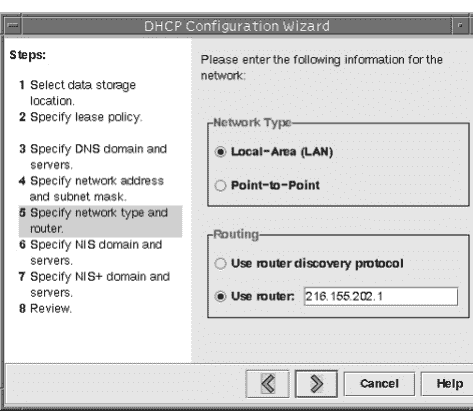 DHCP Configuration Wizard
Steps:
1 Select data storage
location.
2 Specify lease policy.
3 Specify DNS domain and
servers.
4 Specify network address
and subnet mask.
5 Specify network type and
router.
6 Specify NIS domain and
servers.
7 Specify NIS+ domain and
servers.
8 Review.
Please enter the following information for the
network:
Network Type
Local-Area (LAN)
Point-to-Point
Routing
Use router discovery protocol
Use router: 216.155.202.1
Cancel
Help